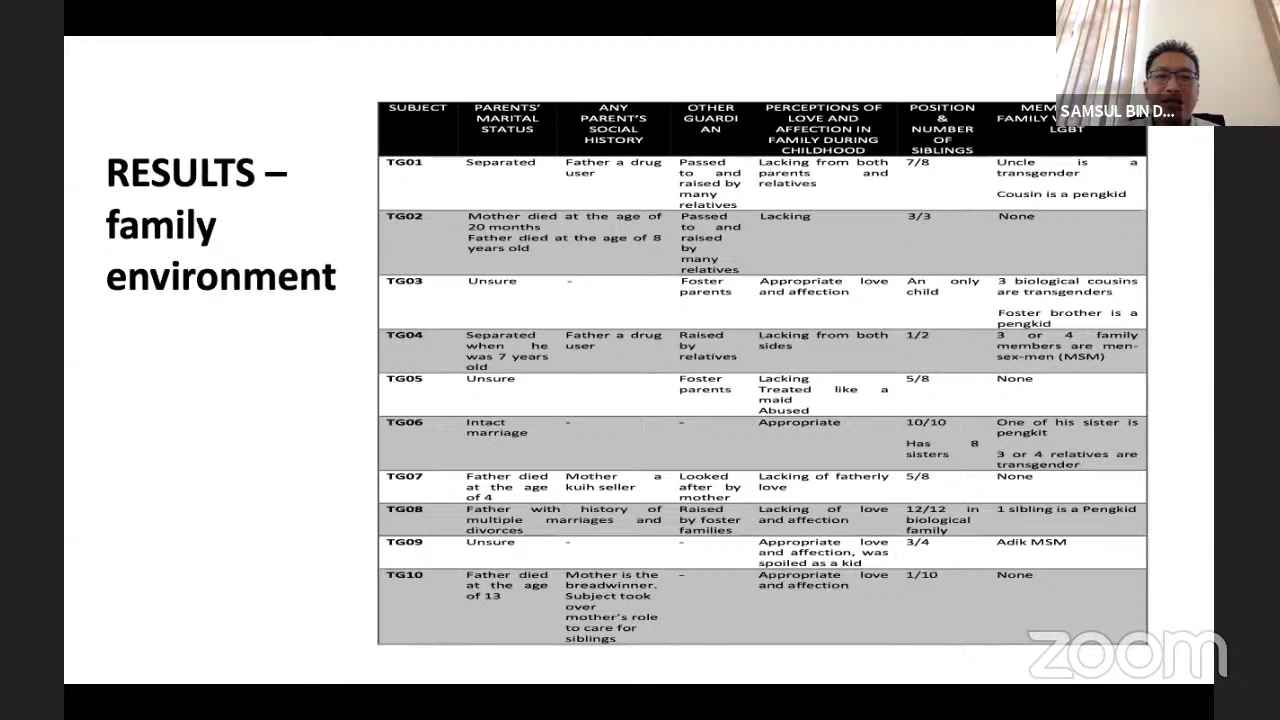 RESULTS –
family
environment
SUBJECT PARENTS' MARITAL STATUS ANY PARENT'S SOCIAL HISTORY OTHER GUARDI AN PERCEPTIONS OF LOVE AND AFFECTION IN FAMILY DURING CHILDHOOD POSITION & NUMBER OF SIBLINGS FAMILY LGBT
TG01 Separated Father a drug user Passed to and raised by many relatives Lacking from both parents and relatives 7/8 Uncle is a transgender Cousin is a pengkid
TG02 Mother died at the age of 20 months Father died at the age of 8 years old Passed to and raised by many relatives Lacking 3/3 None
TG03 Unsure - Foster parents Appropriate love and affection An only child 3 biological cousins are transgenders Foster brother is a pengkid
TG04 Separated when he was 7 years old Father a drug user Raised by relatives Lacking from both sides 1/2 3 or 4 family members are men-sex-men (MSM)
TG05 Unsure Foster parents Lacking Treated like a maid Abused 5/8 None
TG06 Intact marriage - - Appropriate 10/10 Has 8 sisters One of his sister is pengkit 3 or 4 relatives are transgender
TG07 Father died at the age of 4 Mother a kuih seller Looked after by mother Lacking of fatherly love 5/8 None
TG08 Father with history of multiple marriages and divorces Raised by foster families Lacking of love and affection 12/12 in biological family 1 sibling is a Pengkid
TG09 Unsure - - Appropriate love and affection, was spoiled as a kid 3/4 Adik MSM
TG10 Father died at the age of 13 Mother is the breadwinner. Subject took over mother's role to care for siblings - Appropriate love and affection 1/10 None
SAMSUL BIN D...
zoom